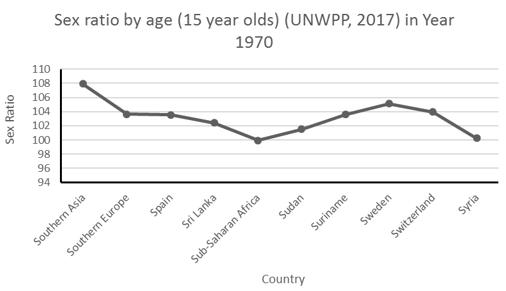 Sex ratio by age (15 year olds) (UNWPP, 2017) in Year
1970
110
108
106
104
102
100
98
96
94
Sex Ratio
Southern Asia
Southern Europe
Spain
Sri Lanka
Sub-Saharan Africa
Sudan
Suriname
Sweden
Switzerland
Syria
Country